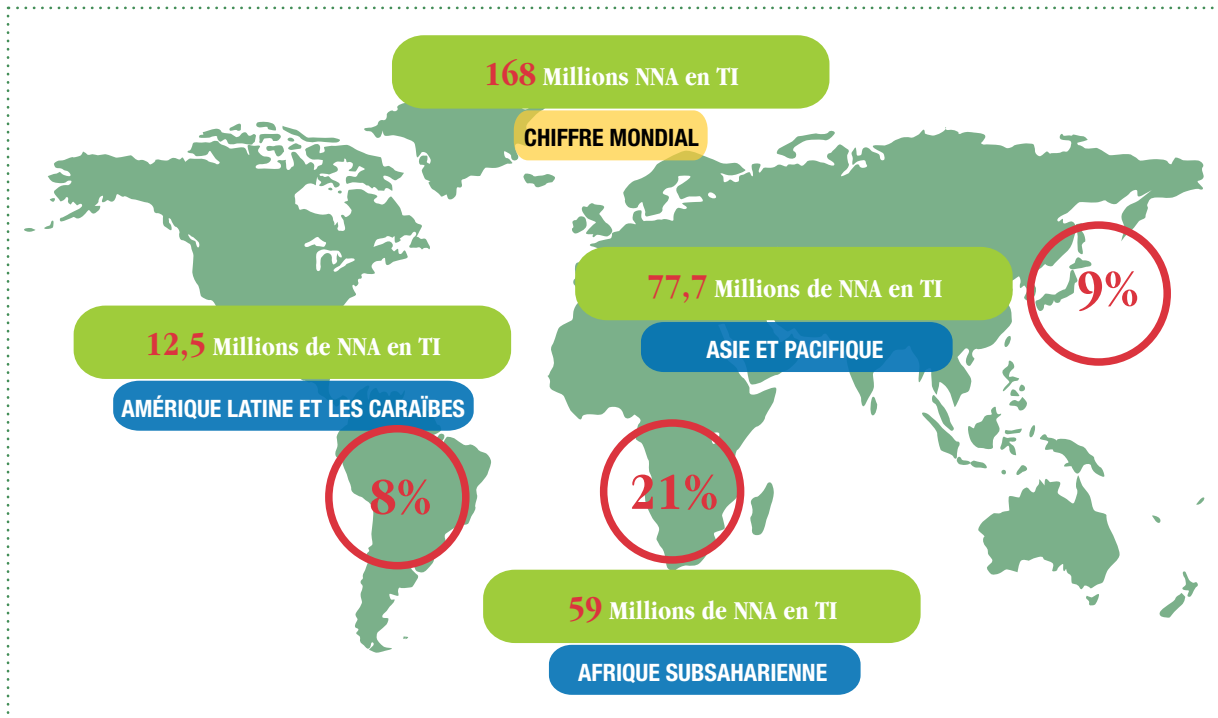 168 Millions NNA en TI
CHIFFRE MONDIAL
77,7 Millions de NNA en TI
ASIE ET PACIFIQUE
9%
12,5 Millions de NNA en TI
AMÉRIQUE LATINE ET LES CARAÏBES
8%
21%
59 Millions de NNA en TI
AFRIQUE SUBSAHARIENNE